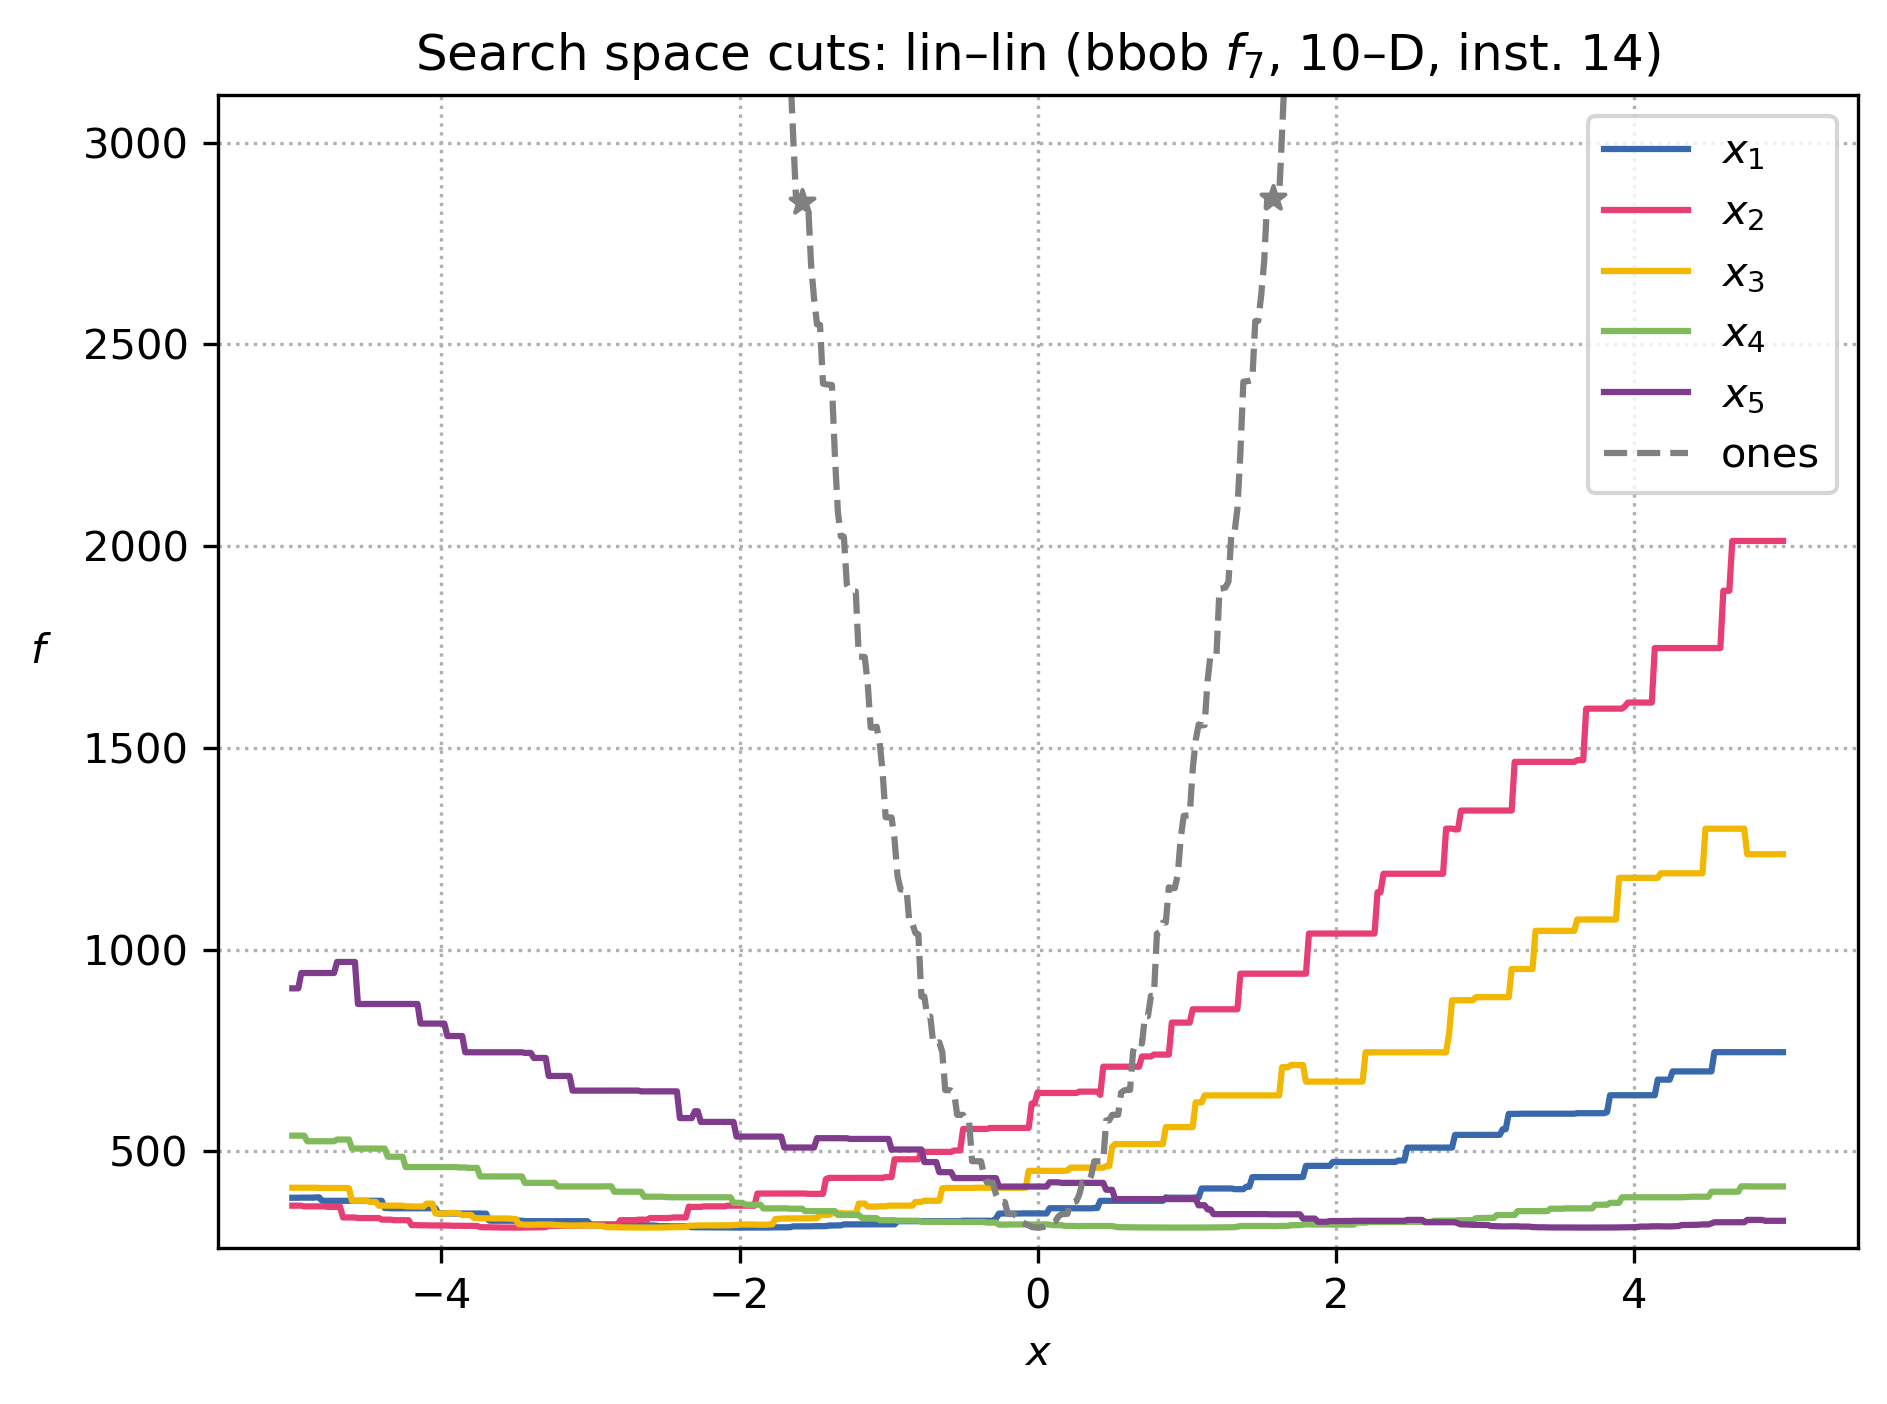 Search space cuts: lin–lin (bbob f₇, 10–D, inst. 14)
3000
2500
2000
1500
1000
500
f
−4
−2
0
2
4
x
x₁
x₂
x₃
x₄
x₅
ones